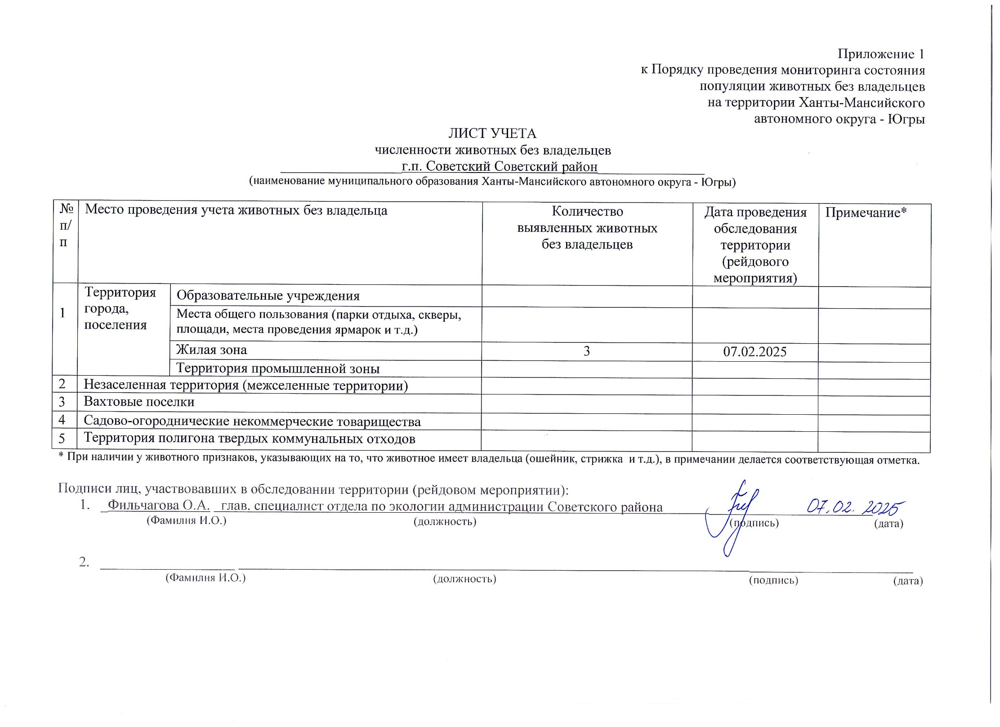 Приложение 1
к Порядку проведения мониторинга состояния
популяции животных без владельцев
на территории Ханты-Мансийского
автономного округа - Югры
ЛИСТ УЧЕТА
численности животных без владельцев
г.п. Советский Советский район
(наименование муниципального образования Ханты-Мансийского автономного округа - Югры)
№ п/п Место проведения учета животных без владельца Количество выявленных животных без владельцев Дата проведения обследования территории (рейдового мероприятия) Примечание*
1 Территория города, поселения Образовательные учреждения
Места общего пользования (парки отдыха, скверы,
площади, места проведения ярмарок и т.д.)
Жилая зона 3 07.02.2025
Территория промышленной зоны
2 Незаселенная территория (межселенные территории)
3 Вахтовые поселки
4 Садово-огороднические некоммерческие товарищества
5 Территория полигона твердых коммунальных отходов
* При наличии у животного признаков, указывающих на то, что животное имеет владельца (ошейник, стрижка и т.д.), в примечании делается соответствующая отметка.
Подписи лиц, участвовавших в обследовании территории (рейдовом мероприятии):
1. Фильчагова О.А. глав. специалист отдела по экологии администрации Советского района 07.02.2025
(Фамилия И.О.) (должность) (подпись) (дата)
2.
(Фамилия И.О.) (должность) (подпись) (дата)